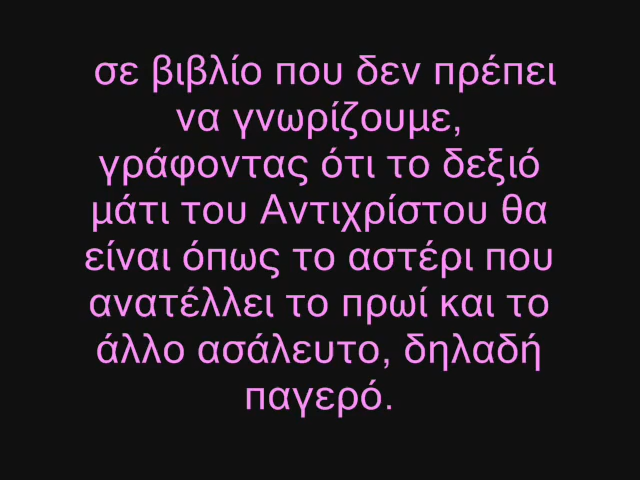 σε βιβλίο που δεν πρέπει
να γνωρίζουμε,
γράφοντας ότι το δεξιό
μάτι του Αντιχρίστου θα
είναι όπως το αστέρι που
ανατέλλει το πρωί και το
άλλο ασάλευτο, δηλαδή
παγερό.